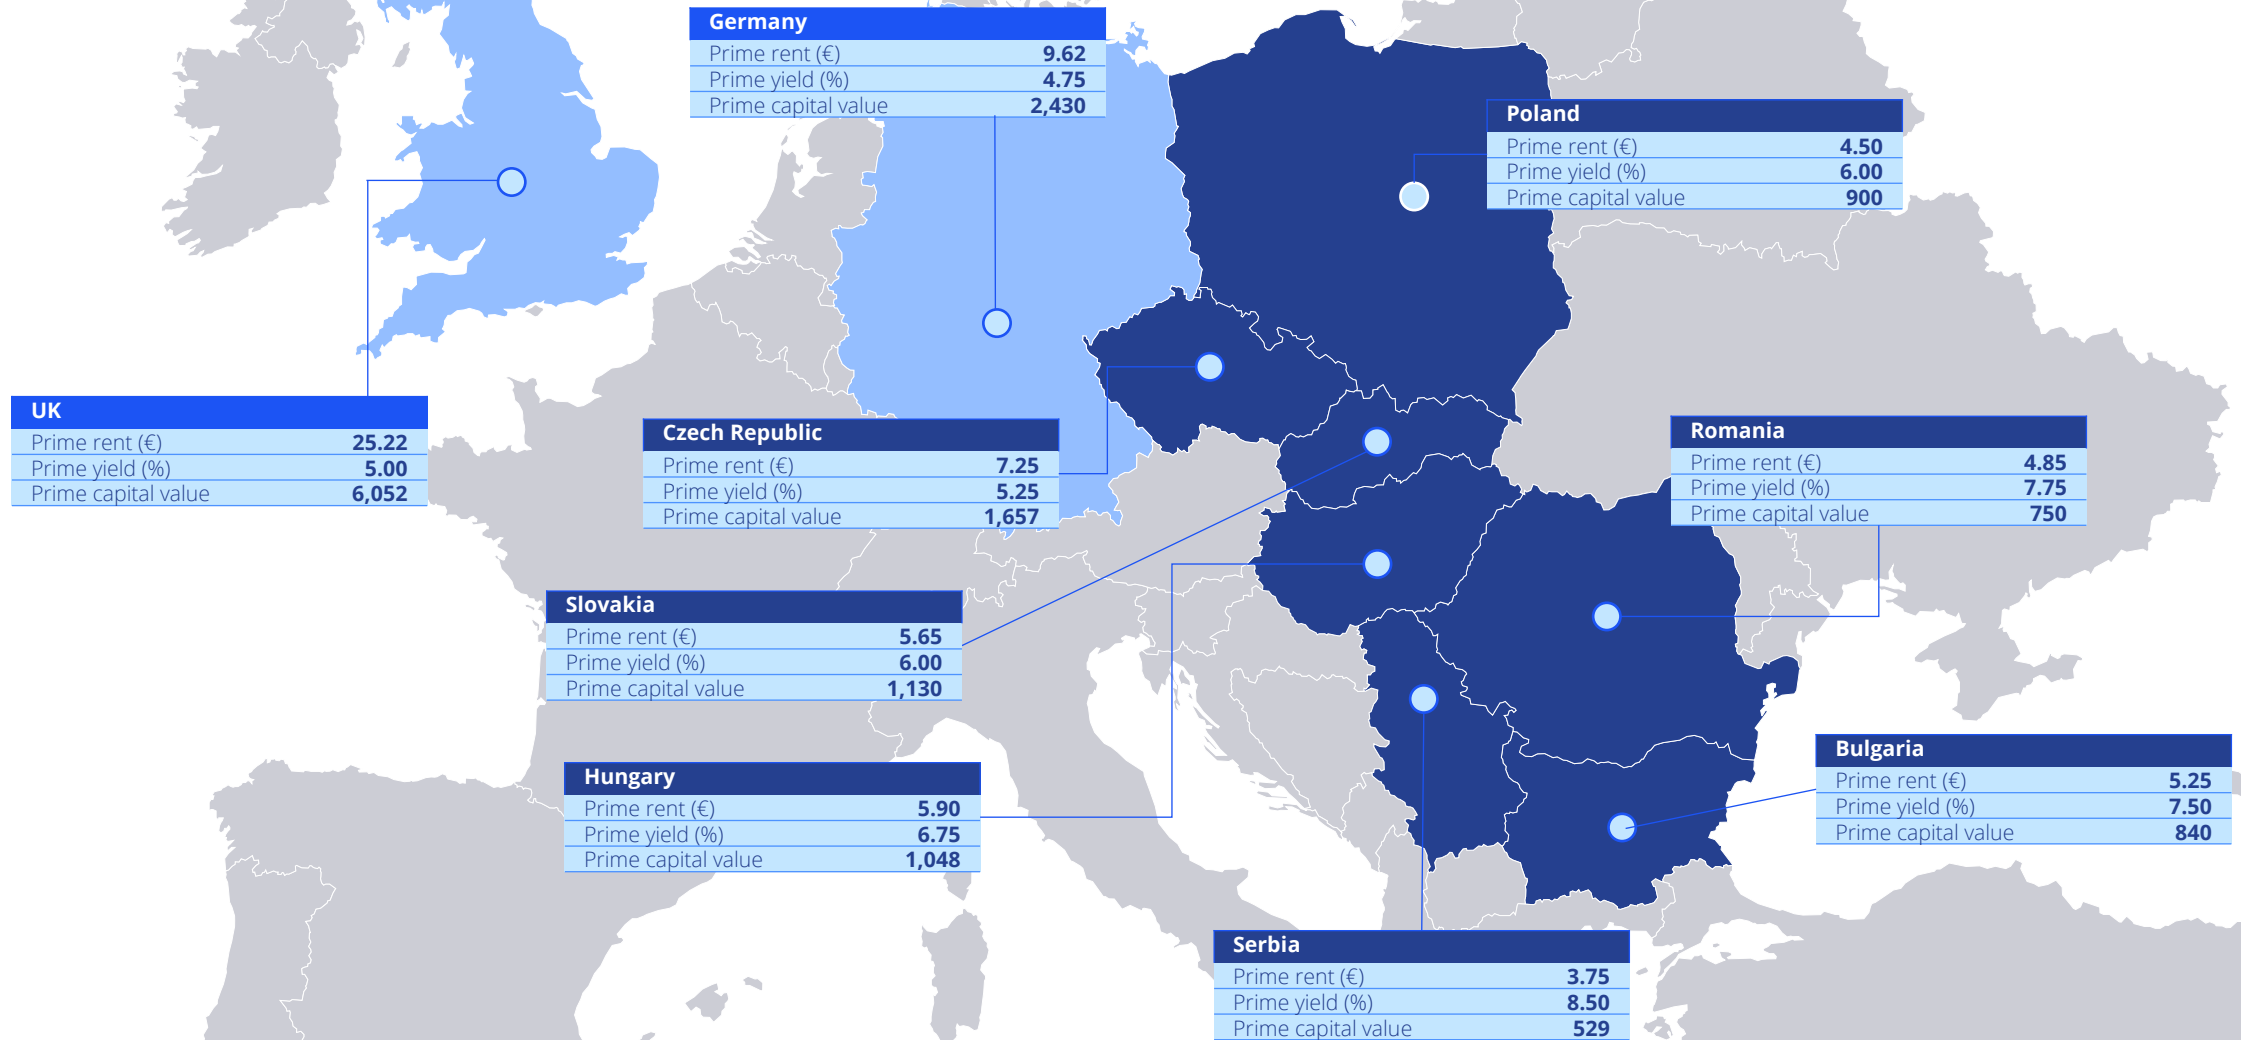 Germany
Prime rent (€) 9.62
Prime yield (%) 4.75
Prime capital value 2,430
Poland
Prime rent (€) 4.50
Prime yield (%) 6.00
Prime capital value 900
UK
Prime rent (€) 25.22
Prime yield (%) 5.00
Prime capital value 6,052
Czech Republic
Prime rent (€) 7.25
Prime yield (%) 5.25
Prime capital value 1,657
Romania
Prime rent (€) 4.85
Prime yield (%) 7.75
Prime capital value 750
Slovakia
Prime rent (€) 5.65
Prime yield (%) 6.00
Prime capital value 1,130
Hungary
Prime rent (€) 5.90
Prime yield (%) 6.75
Prime capital value 1,048
Bulgaria
Prime rent (€) 5.25
Prime yield (%) 7.50
Prime capital value 840
Serbia
Prime rent (€) 3.75
Prime yield (%) 8.50
Prime capital value 529